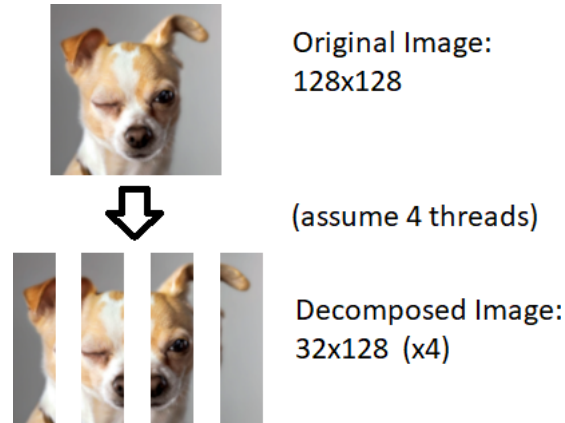 Original Image:
128x128
(assume 4 threads)
Decomposed Image:
32x128 (x4)